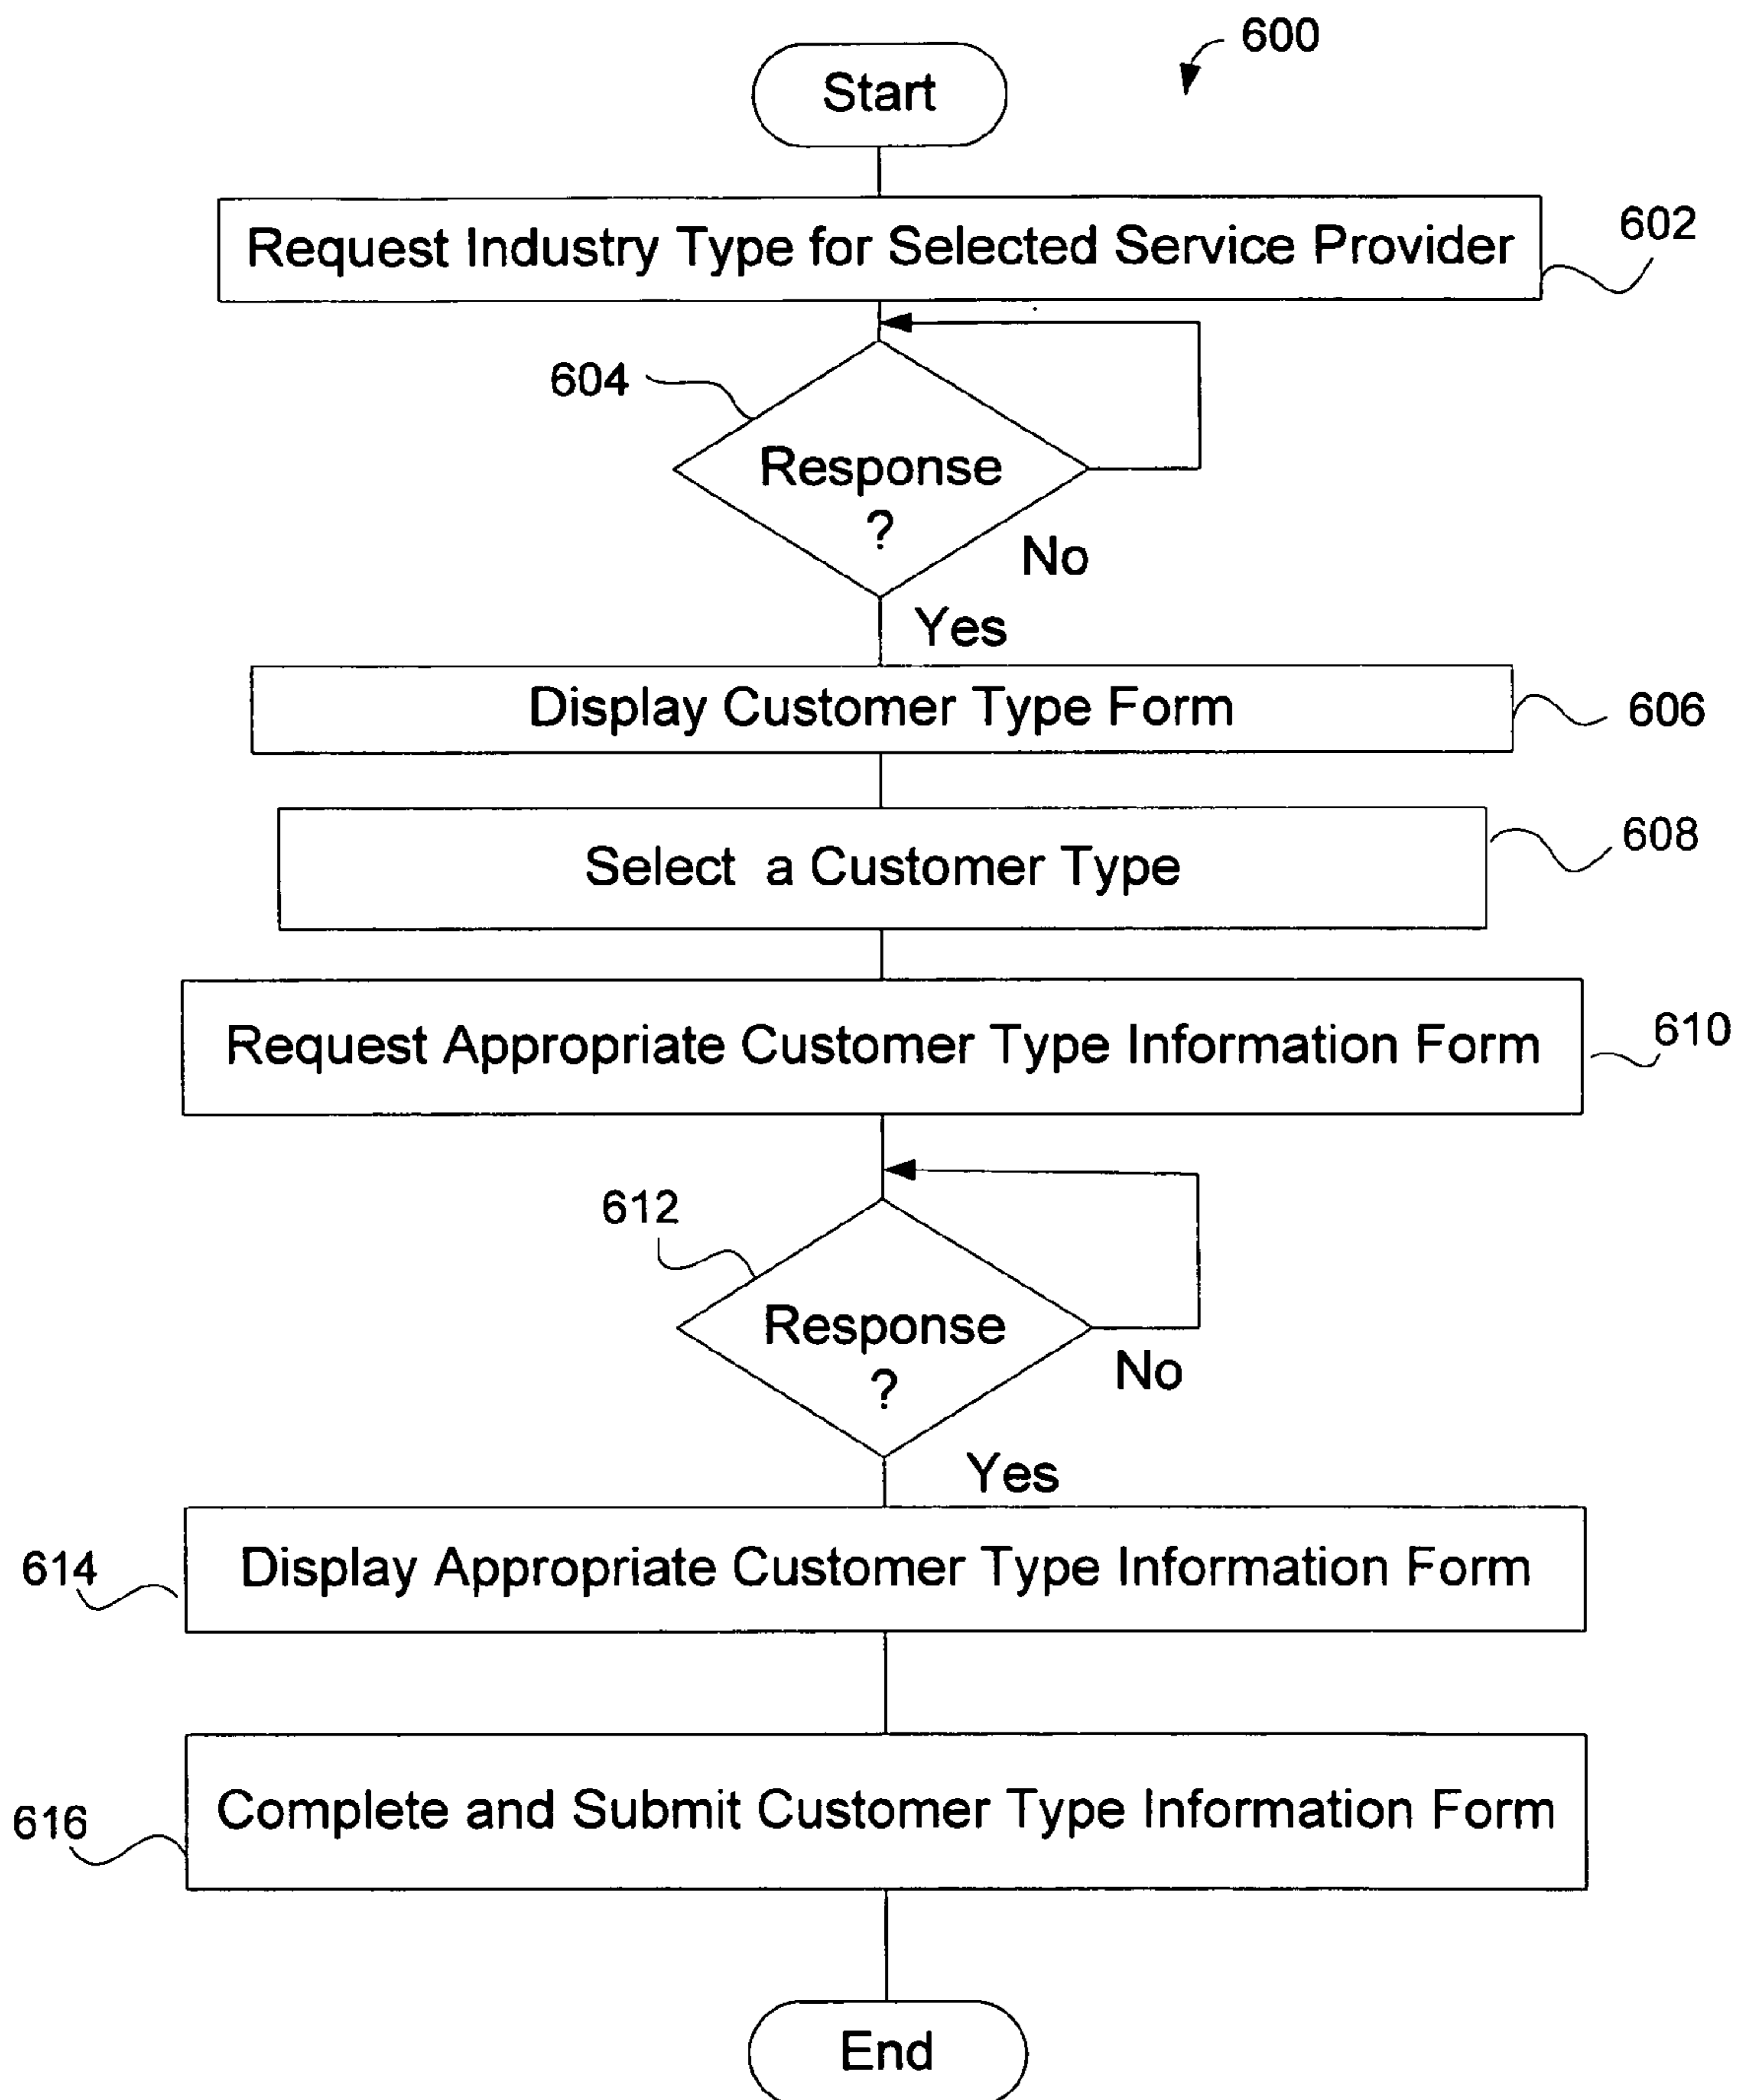 600
Start
Request Industry Type for Selected Service Provider
602
604
Response
?
No
Yes
Display Customer Type Form
606
Select a Customer Type
608
Request Appropriate Customer Type Information Form
610
612
Response
?
No
Yes
Display Appropriate Customer Type Information Form
614
Complete and Submit Customer Type Information Form
616
End